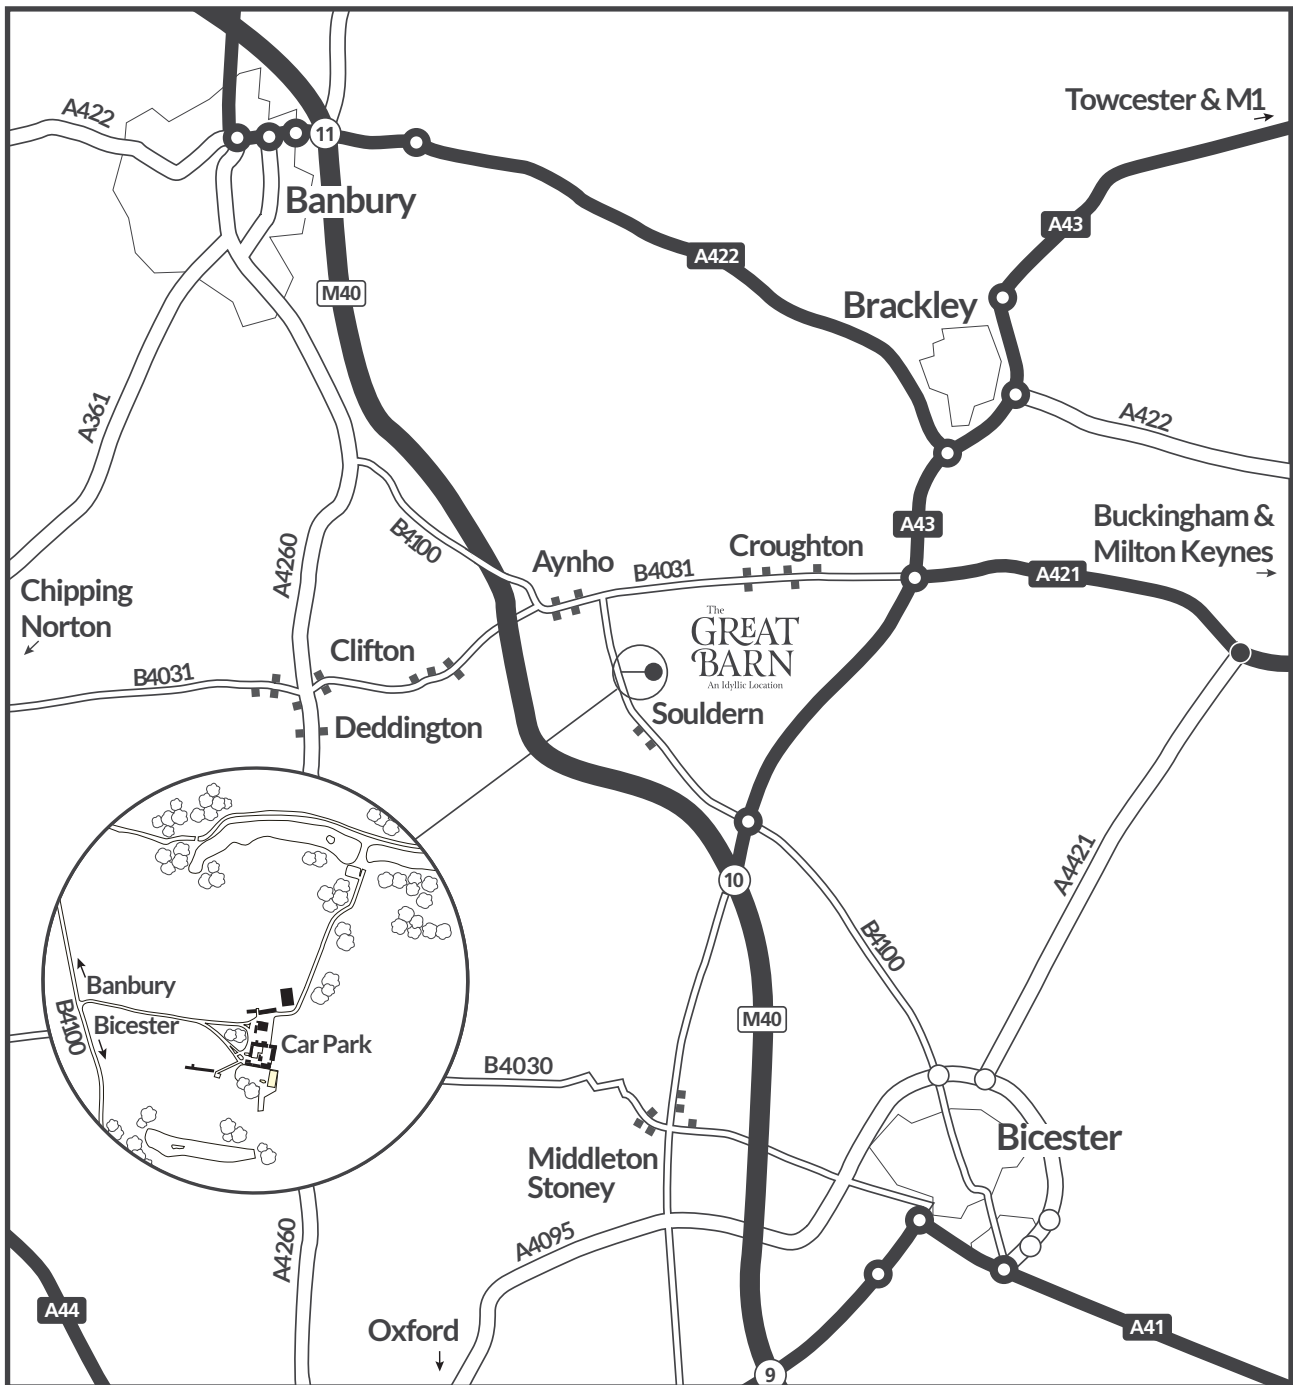 A422
Towcester & M1
11
Banbury
A43
A422
M40
Brackley
A361
A422
B4100
A260
A43
Buckingham &
Milton Keynes
Aynho
B4031
Croughton
A421
Chipping
Norton
The
GREAT
BARN
An Idyllic Location
Clifton
B4031
Souldern
Deddington
A4421
10
B4100
Banbury
B4100
Bicester
Car Park
M40
B4030
Bicester
Middleton
Stoney
A4095
A4260
A44
Oxford
A41
9